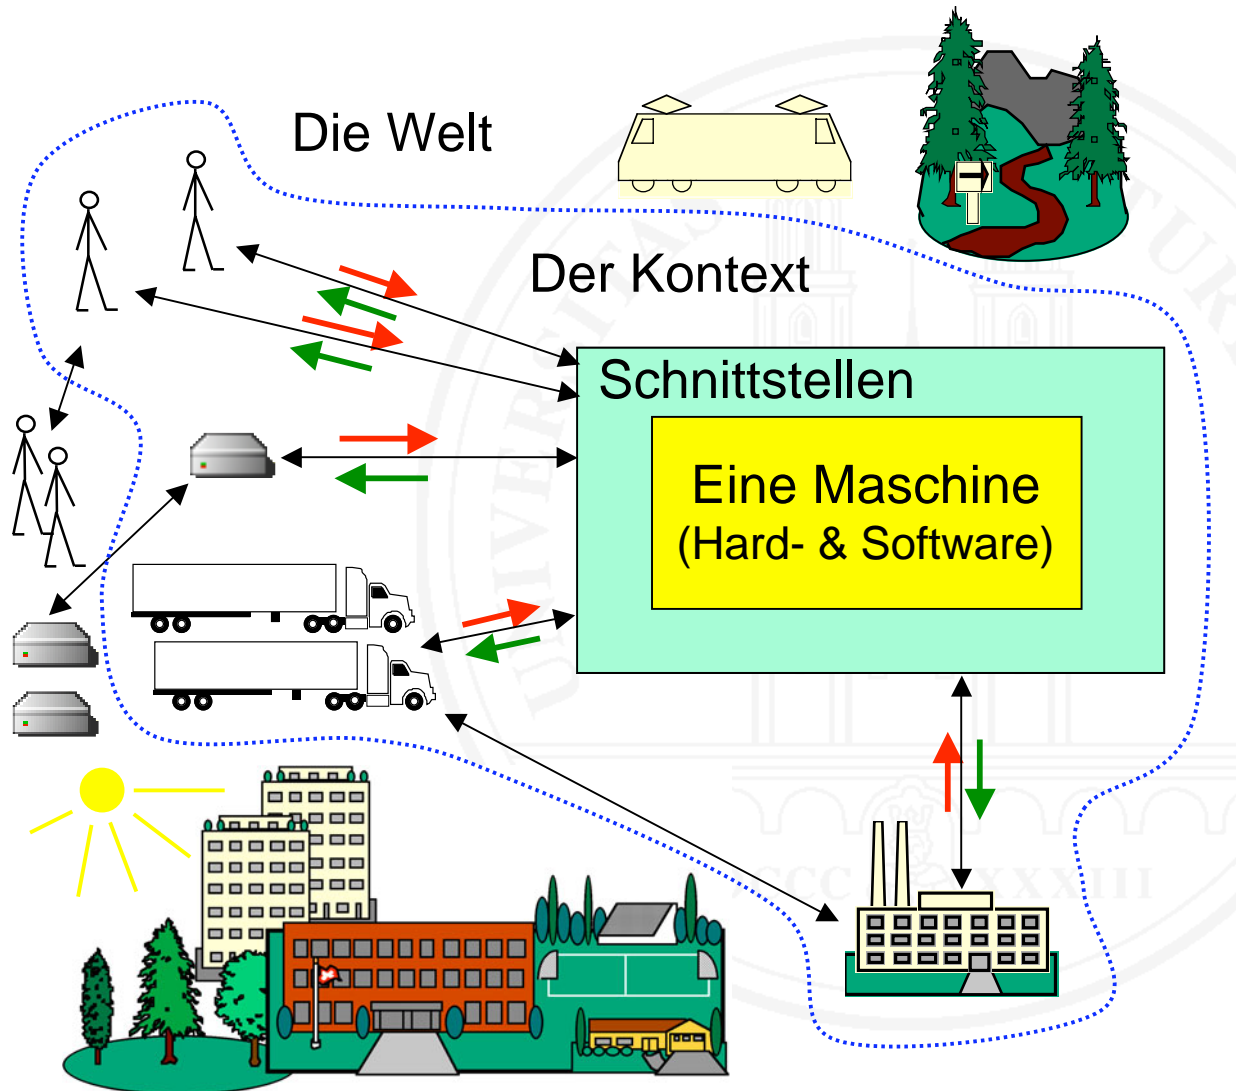 Die Welt
Der Kontext
Schnittstellen
Eine Maschine
(Hard- & Software)